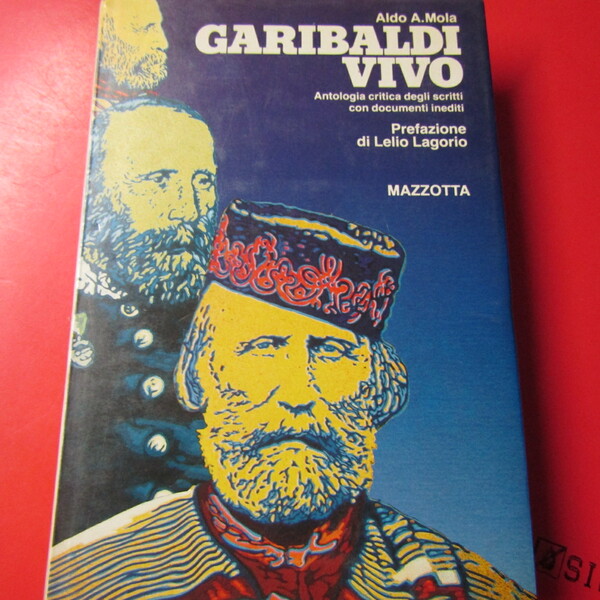 Aldo A.Mola
GARIBALDI
VIVO
Antologia critica degli scritti
con documenti inediti
Prefazione
di Lelio Lagorio
MAZZOTTA